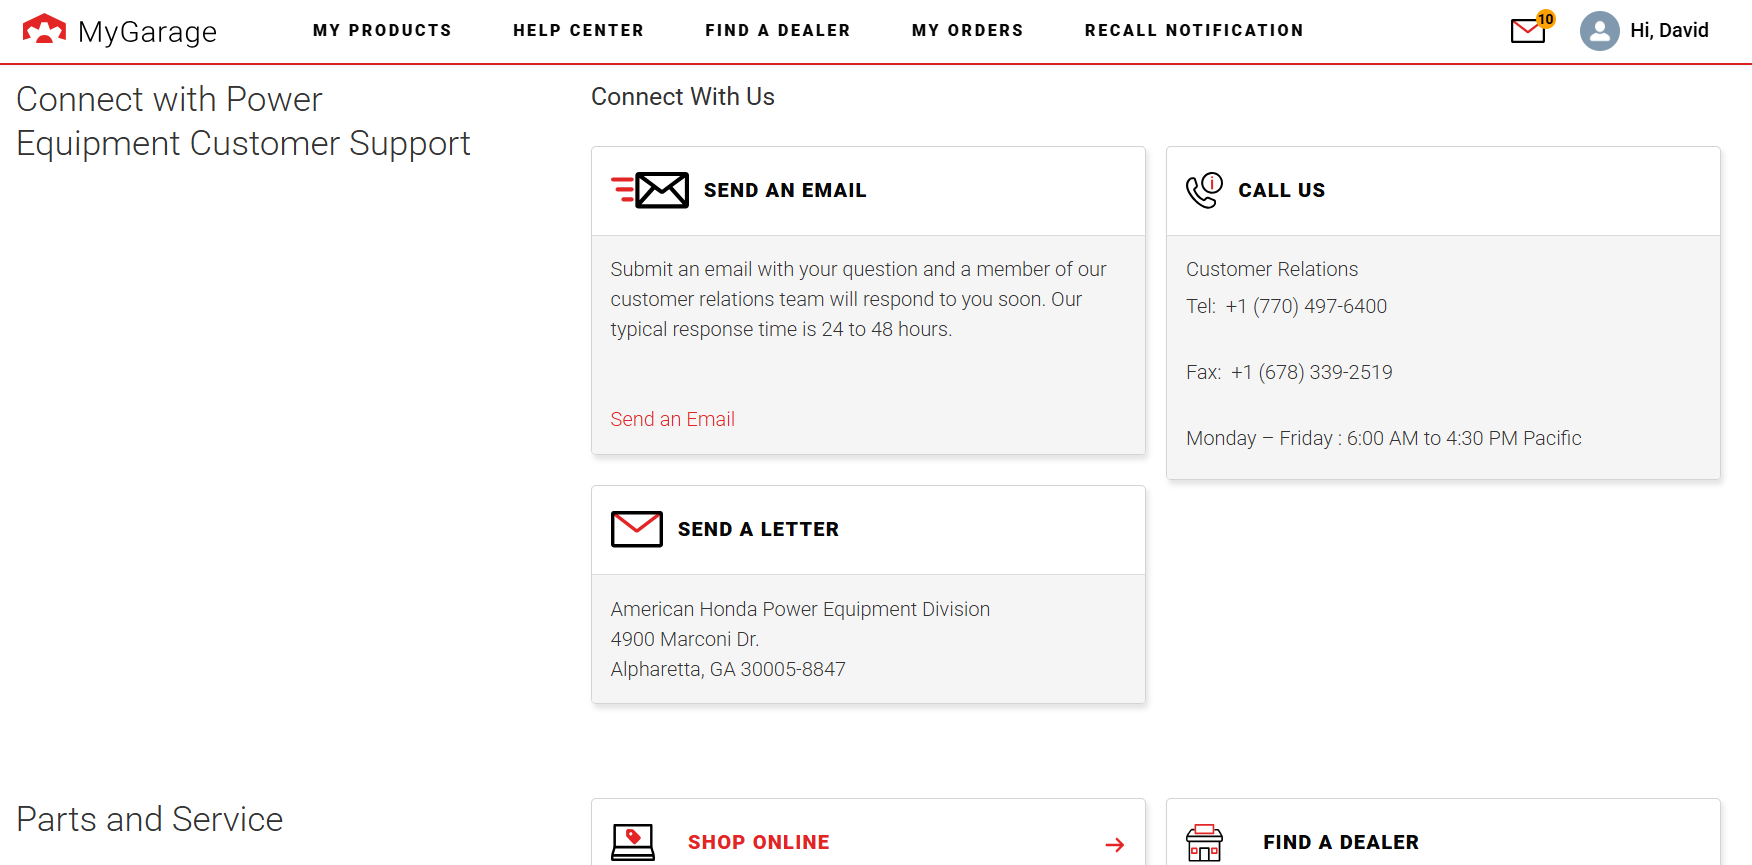 MyGarage
MY PRODUCTS
HELP CENTER
FIND A DEALER
MY ORDERS
RECALL NOTIFICATION
10
Hi, David
Connect with Power
Equipment Customer Support
Connect With Us
SEND AN EMAIL
Submit an email with your question and a member of our
customer relations team will respond to you soon. Our
typical response time is 24 to 48 hours.
Send an Email
CALL US
Customer Relations
Tel: +1 (770) 497-6400
Fax: +1 (678) 339-2519
Monday – Friday : 6:00 AM to 4:30 PM Pacific
SEND A LETTER
American Honda Power Equipment Division
4900 Marconi Dr.
Alpharetta, GA 30005-8847
Parts and Service
SHOP ONLINE
FIND A DEALER